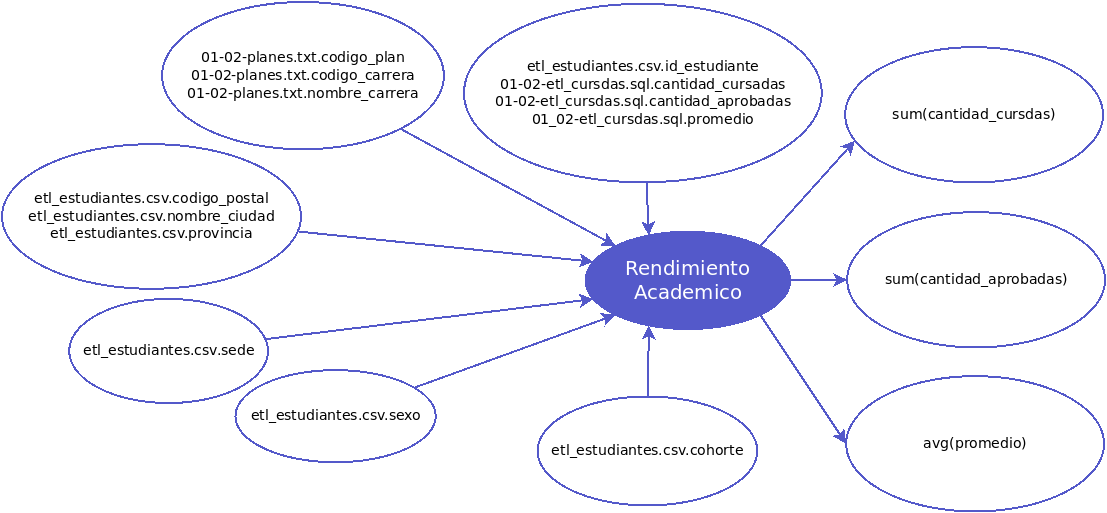 01-02-planes.txt.codigo_plan
01-02-planes.txt.codigo_carrera
01-02-planes.txt.nombre_carrera
etl_estudiantes.csv.id_estudiante
01-02-etl_cursdas.sql.cantidad_cursadas
01-02-etl_cursdas.sql.cantidad_aprobadas
01_02-etl_cursdas.sql.promedio
sum(cantidad_cursdas)
etl_estudiantes.csv.codigo_postal
etl_estudiantes.csv.nombre_ciudad
etl_estudiantes.csv.provincia
Rendimiento
Academico
sum(cantidad_aprobadas)
etl_estudiantes.csv.sede
etl_estudiantes.csv.sexo
etl_estudiantes.csv.cohorte
avg(promedio)